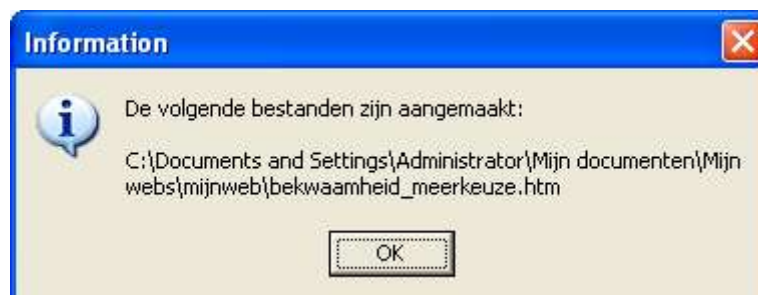 Information
De volgende bestanden zijn aangemaakt:
C:\Documents and Settings\Administrator\Mijn documenten\Mijn
webs\mijnweb\bekwaamheid_meerkeuze.htm
OK